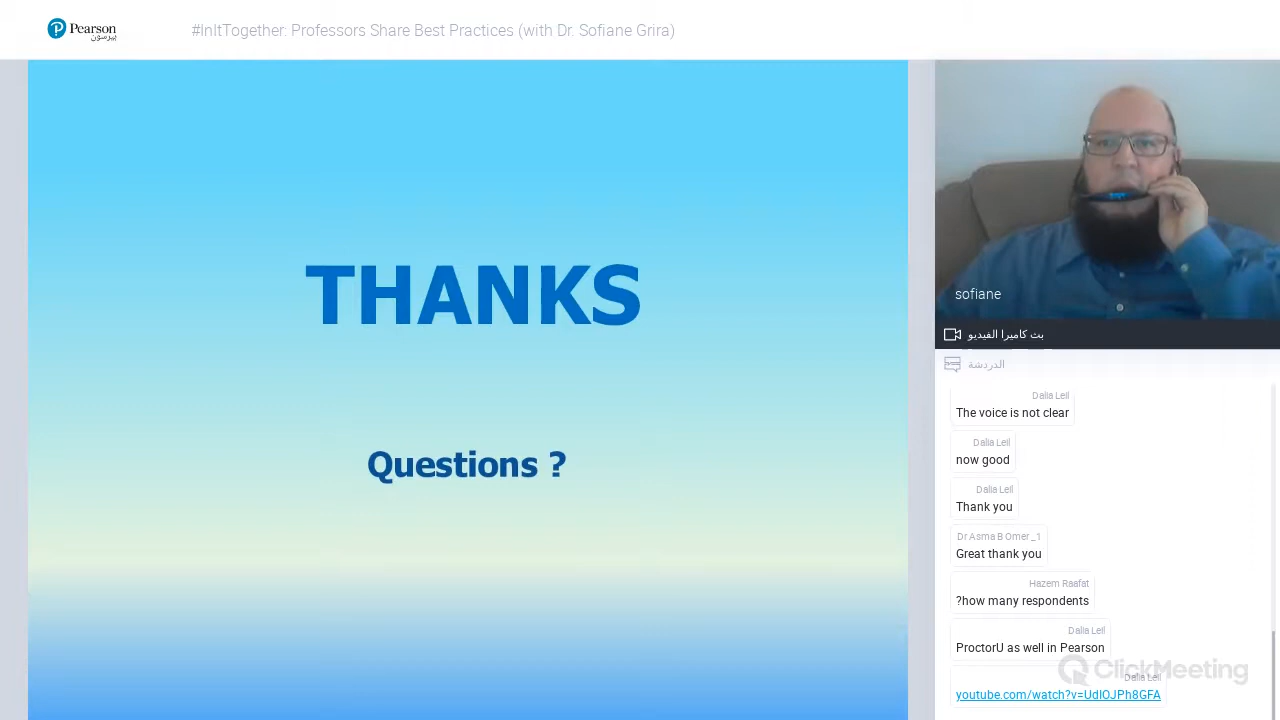 Pearson
بيرسون
#InItTogether: Professors Share Best Practices (with Dr. Sofiane Grira)
THANKS
Questions ?
sofiane
بث كاميرا الفيديو
الدردشة
Dalia Leil
The voice is not clear
Dalia Leil
now good
Dalia Leil
Thank you
Dr Asma B Omer _1
Great thank you
Hazem Raafat
?how many respondents
Dalia Leil
ProctorU as well in Pearson
ClickMeeting
Dalia Leil
youtube.com/watch?v=UdIOJPh8GFA